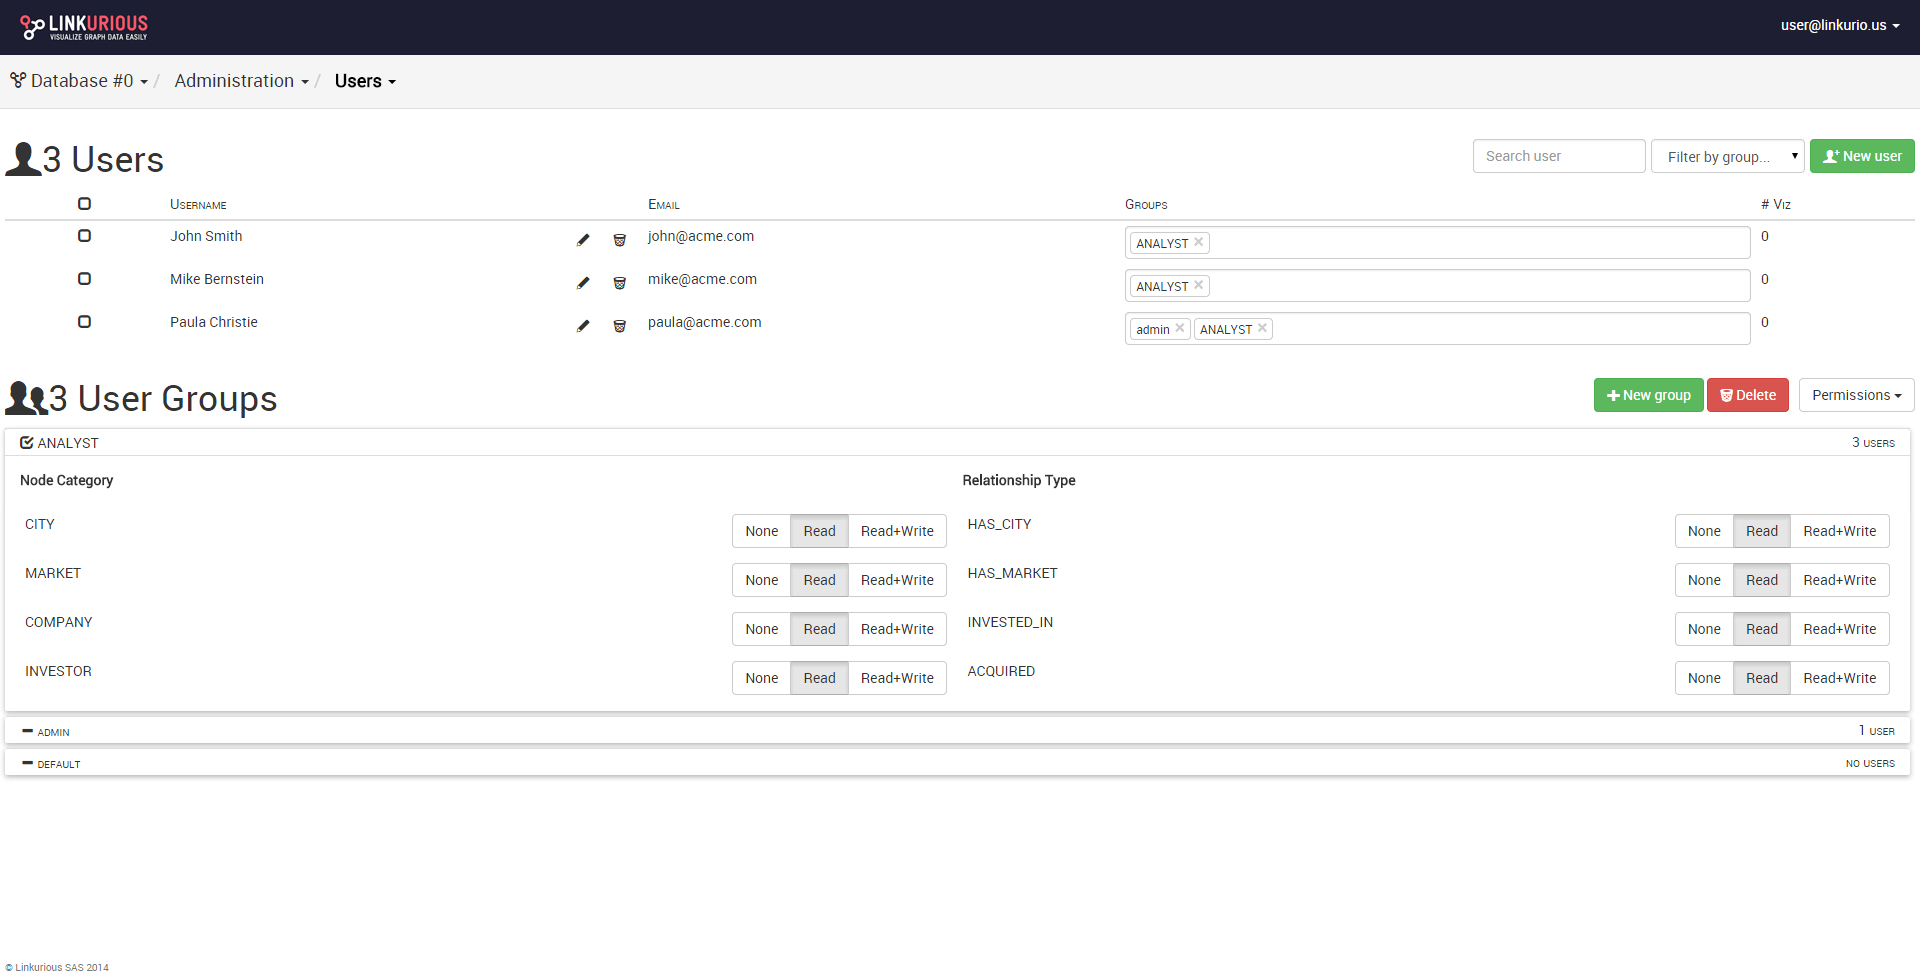 LINKURIOUS
VISUALIZE GRAPH DATA EASILY
user@linkurio.us
Database #0 / Administration / Users
3 Users
Search user Filter by group... New user
Username Email Groups # Viz
John Smith john@acme.com ANALYST × 0
Mike Bernstein mike@acme.com ANALYST × 0
Paula Christie paula@acme.com admin × ANALYST × 0
3 User Groups New group Delete Permissions
ANALYST 3 users
Node Category Relationship Type
CITY None Read Read+Write HAS_CITY None Read Read+Write
MARKET None Read Read+Write HAS_MARKET None Read Read+Write
COMPANY None Read Read+Write INVESTED_IN None Read Read+Write
INVESTOR None Read Read+Write ACQUIRED None Read Read+Write
admin 1 user
default no users
© Linkurious SAS 2014